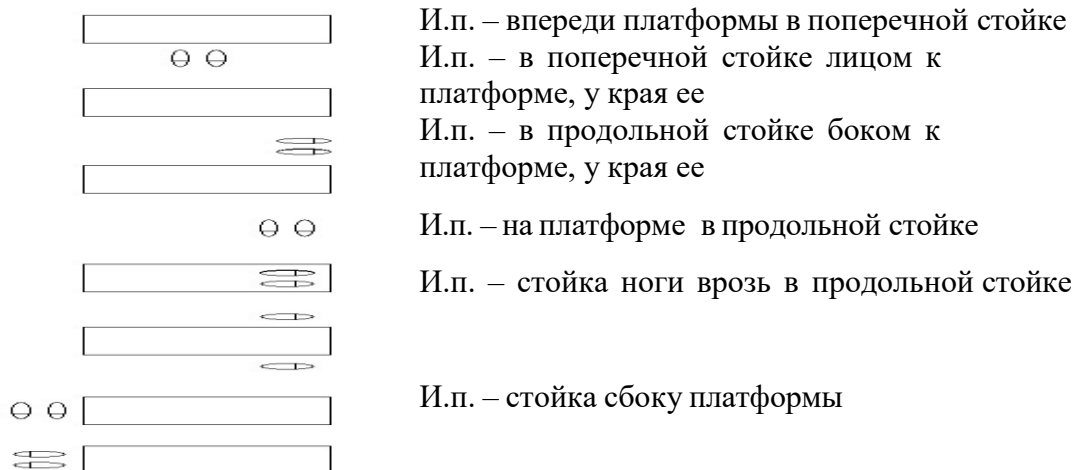 И.п. – впереди платформы в поперечной стойке
И.п. – в поперечной стойке лицом к
платформе, у края ее
И.п. – в продольной стойке боком к
платформе, у края ее
И.п. – на платформе в продольной стойке
И.п. – стойка ноги врозь в продольной стойке
И.п. – стойка сбоку платформы